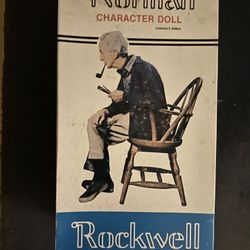 Norman
CHARACTER DOLL
Collector's Edition
Rockwell